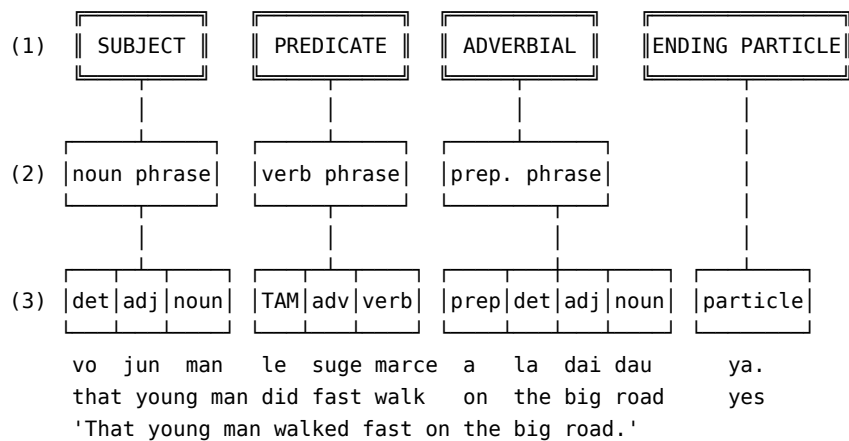 (1) SUBJECT PREDICATE ADVERBIAL ENDING PARTICLE
(2) noun phrase verb phrase prep. phrase
(3) det adj noun TAM adv verb prep det adj noun particle
vo jun man le suge marce a la dai dau ya.
that young man did fast walk on the big road yes
'That young man walked fast on the big road.'